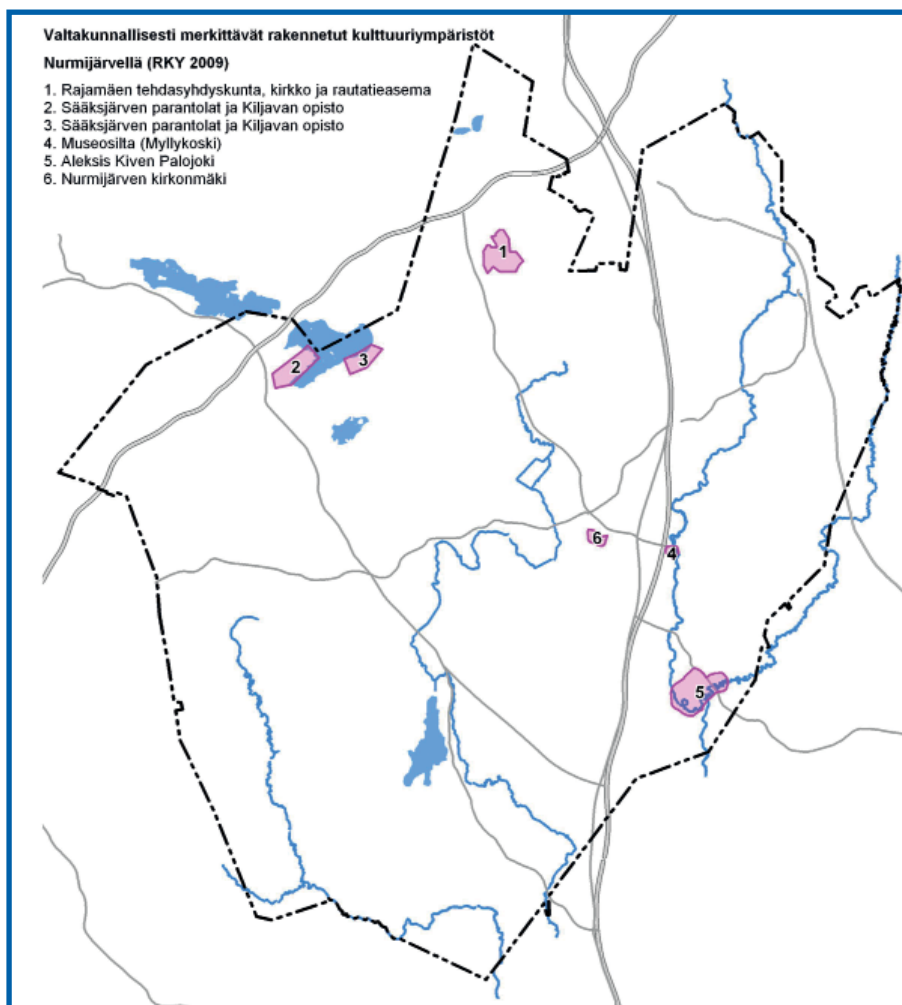 Valtakunnallisesti merkittävät rakennetut kulttuuriympäristöt
Nurmijärvellä (RKY 2009)
1. Rajamäen tehdasyhdyskunta, kirkko ja rautatieasema
2. Sääksjärven parantolat ja Kiljavan opisto
3. Sääksjärven parantolat ja Kiljavan opisto
4. Museosilta (Myllykoski)
5. Aleksis Kiven Palojoki
6. Nurmijärven kirkonmäki
1
2
3
6
4
5